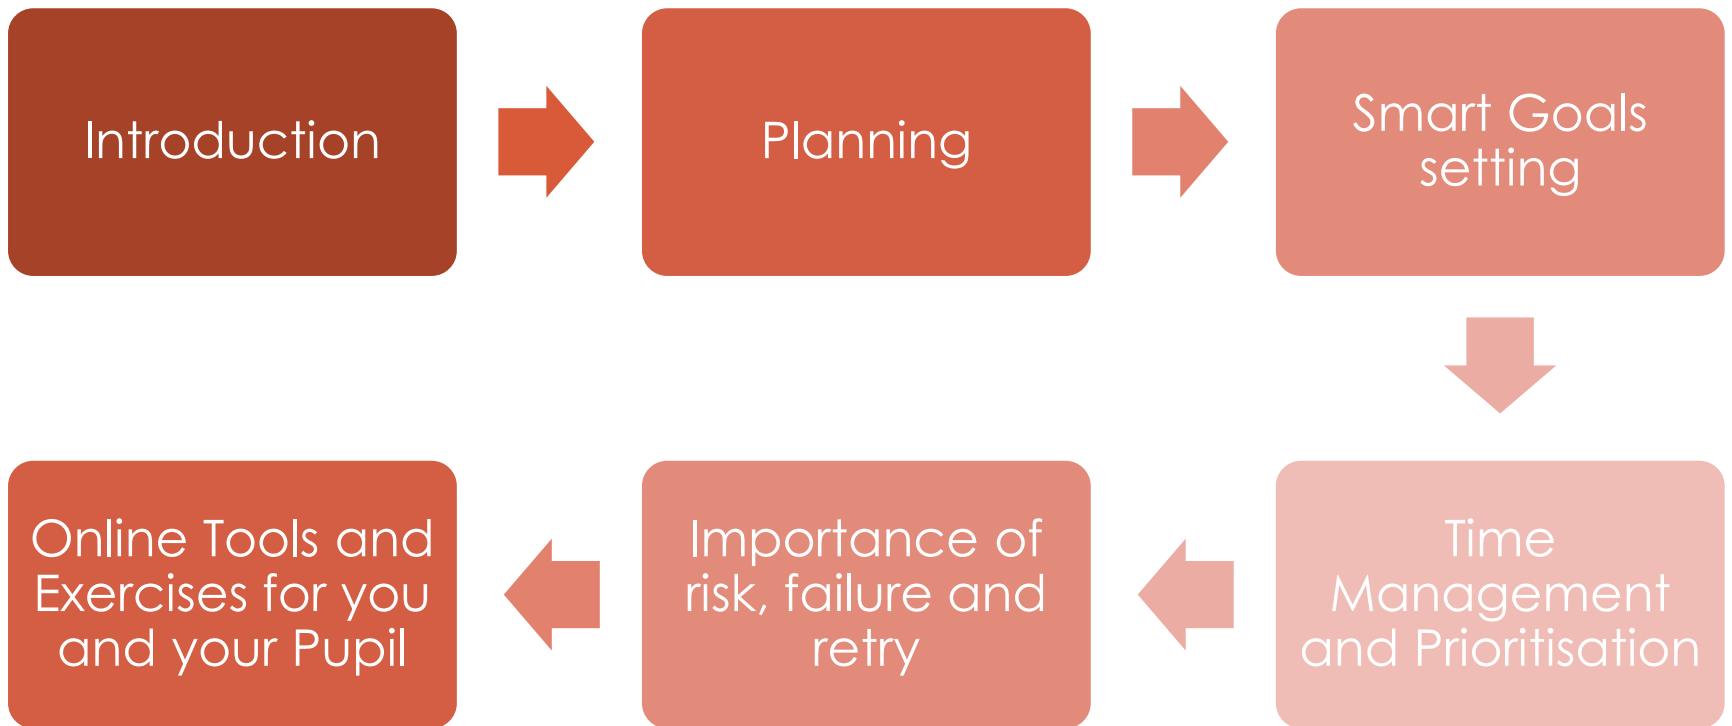 Introduction
Planning
Smart Goals
setting
Time
Management
and Prioritisation
Importance of
risk, failure and
retry
Online Tools and
Exercises for you
and your Pupil